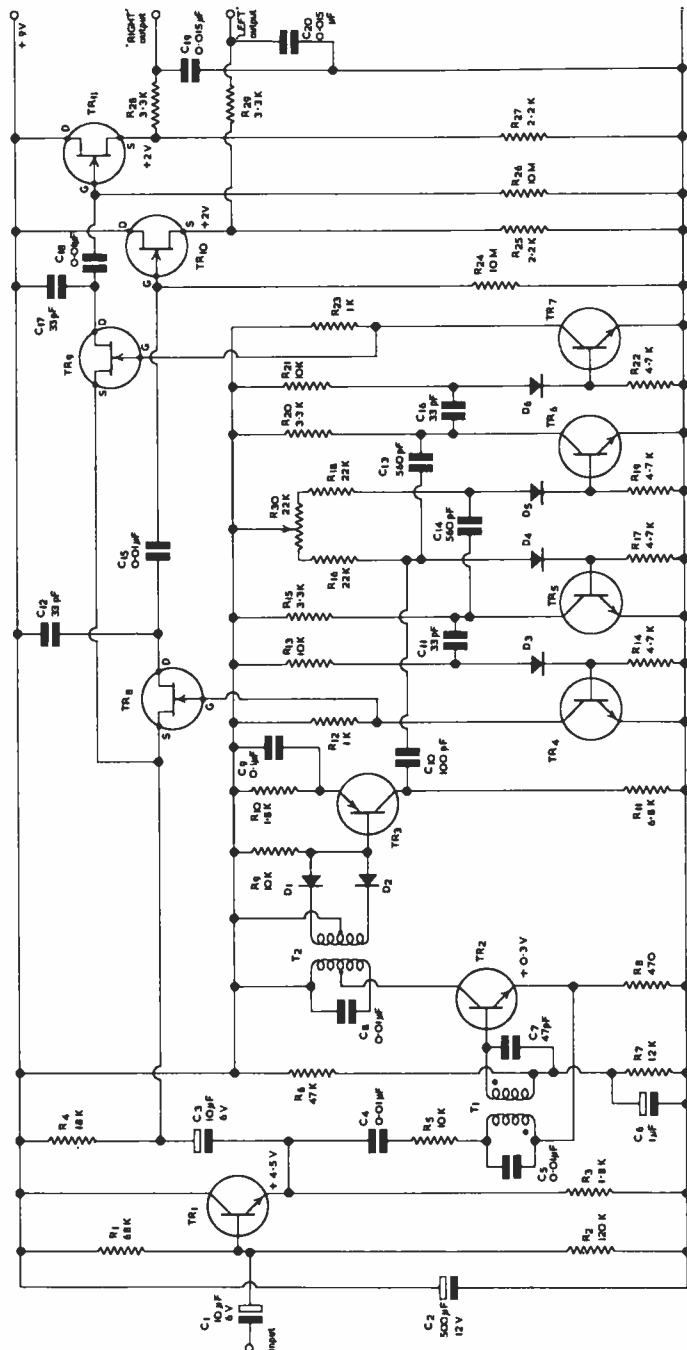 + 9V
"RIGHT"
output
"LEFT"
output
C19
0·015µF
C20
0·015
µF
R28
3·3K
R29
3·3K
TR11
D
S
G
+2V
TR10
D
S
G
+2V
C18
0·01µF
C17
33pF
TR9
D
S
G
R27
2·2K
R26
10M
R25
2·2K
R24
10M
R23
1K
R21
10K
R20
3·3K
C16
33pF
D6
TR7
R22
4·7K
TR6
R19
4·7K
D5
R18
22K
R30
22K
C13
560pF
C14
560pF
R16
22K
D4
R17
4·7K
TR5
R15
3·3K
R13
10K
C11
33pF
D3
R14
4·7K
TR4
C15
0·01µF
C12
33pF
TR8
D
S
G
R12
1K
C10
100pF
C9
0·1µF
R10
1·8K
R9
10K
D1
D2
TR3
R11
6·8K
T2
C8
0·01µF
TR2
+0·3V
R8
470
C7
47pF
T1
R7
12K
C6
1µF
R6
47K
R4
18K
C3
10µF
6V
C4
0·01µF
R5
10K
C5
0·01µF
R3
1·8K
+4·5V
TR1
R1
68K
R2
120K
C1
10µF
6V
input
C2
500µF
12V